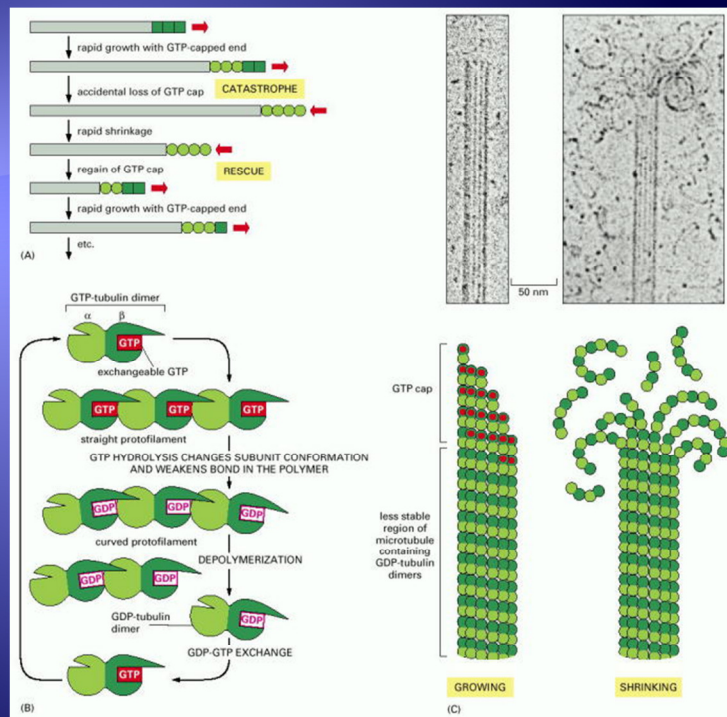 rapid growth with GTP-capped end
CATASTROPHE
accidental loss of GTP cap
rapid shrinkage
regain of GTP cap
RESCUE
rapid growth with GTP-capped end
etc.
(A)
50 nm
GTP-tubulin dimer
α β
GTP
exchangeable GTP
GTP GTP GTP
straight protofilament
GTP HYDROLYSIS CHANGES SUBUNIT CONFORMATION
AND WEAKENS BOND IN THE POLYMER
GDP GDP GDP
curved protofilament
DEPOLYMERIZATION
GDP GDP
GDP-tubulin
dimer
GDP
GDP-GTP EXCHANGE
GTP
(B)
GTP cap
less stable
region of
microtubule
containing
GDP-tubulin
dimers
GROWING
SHRINKING
(C)